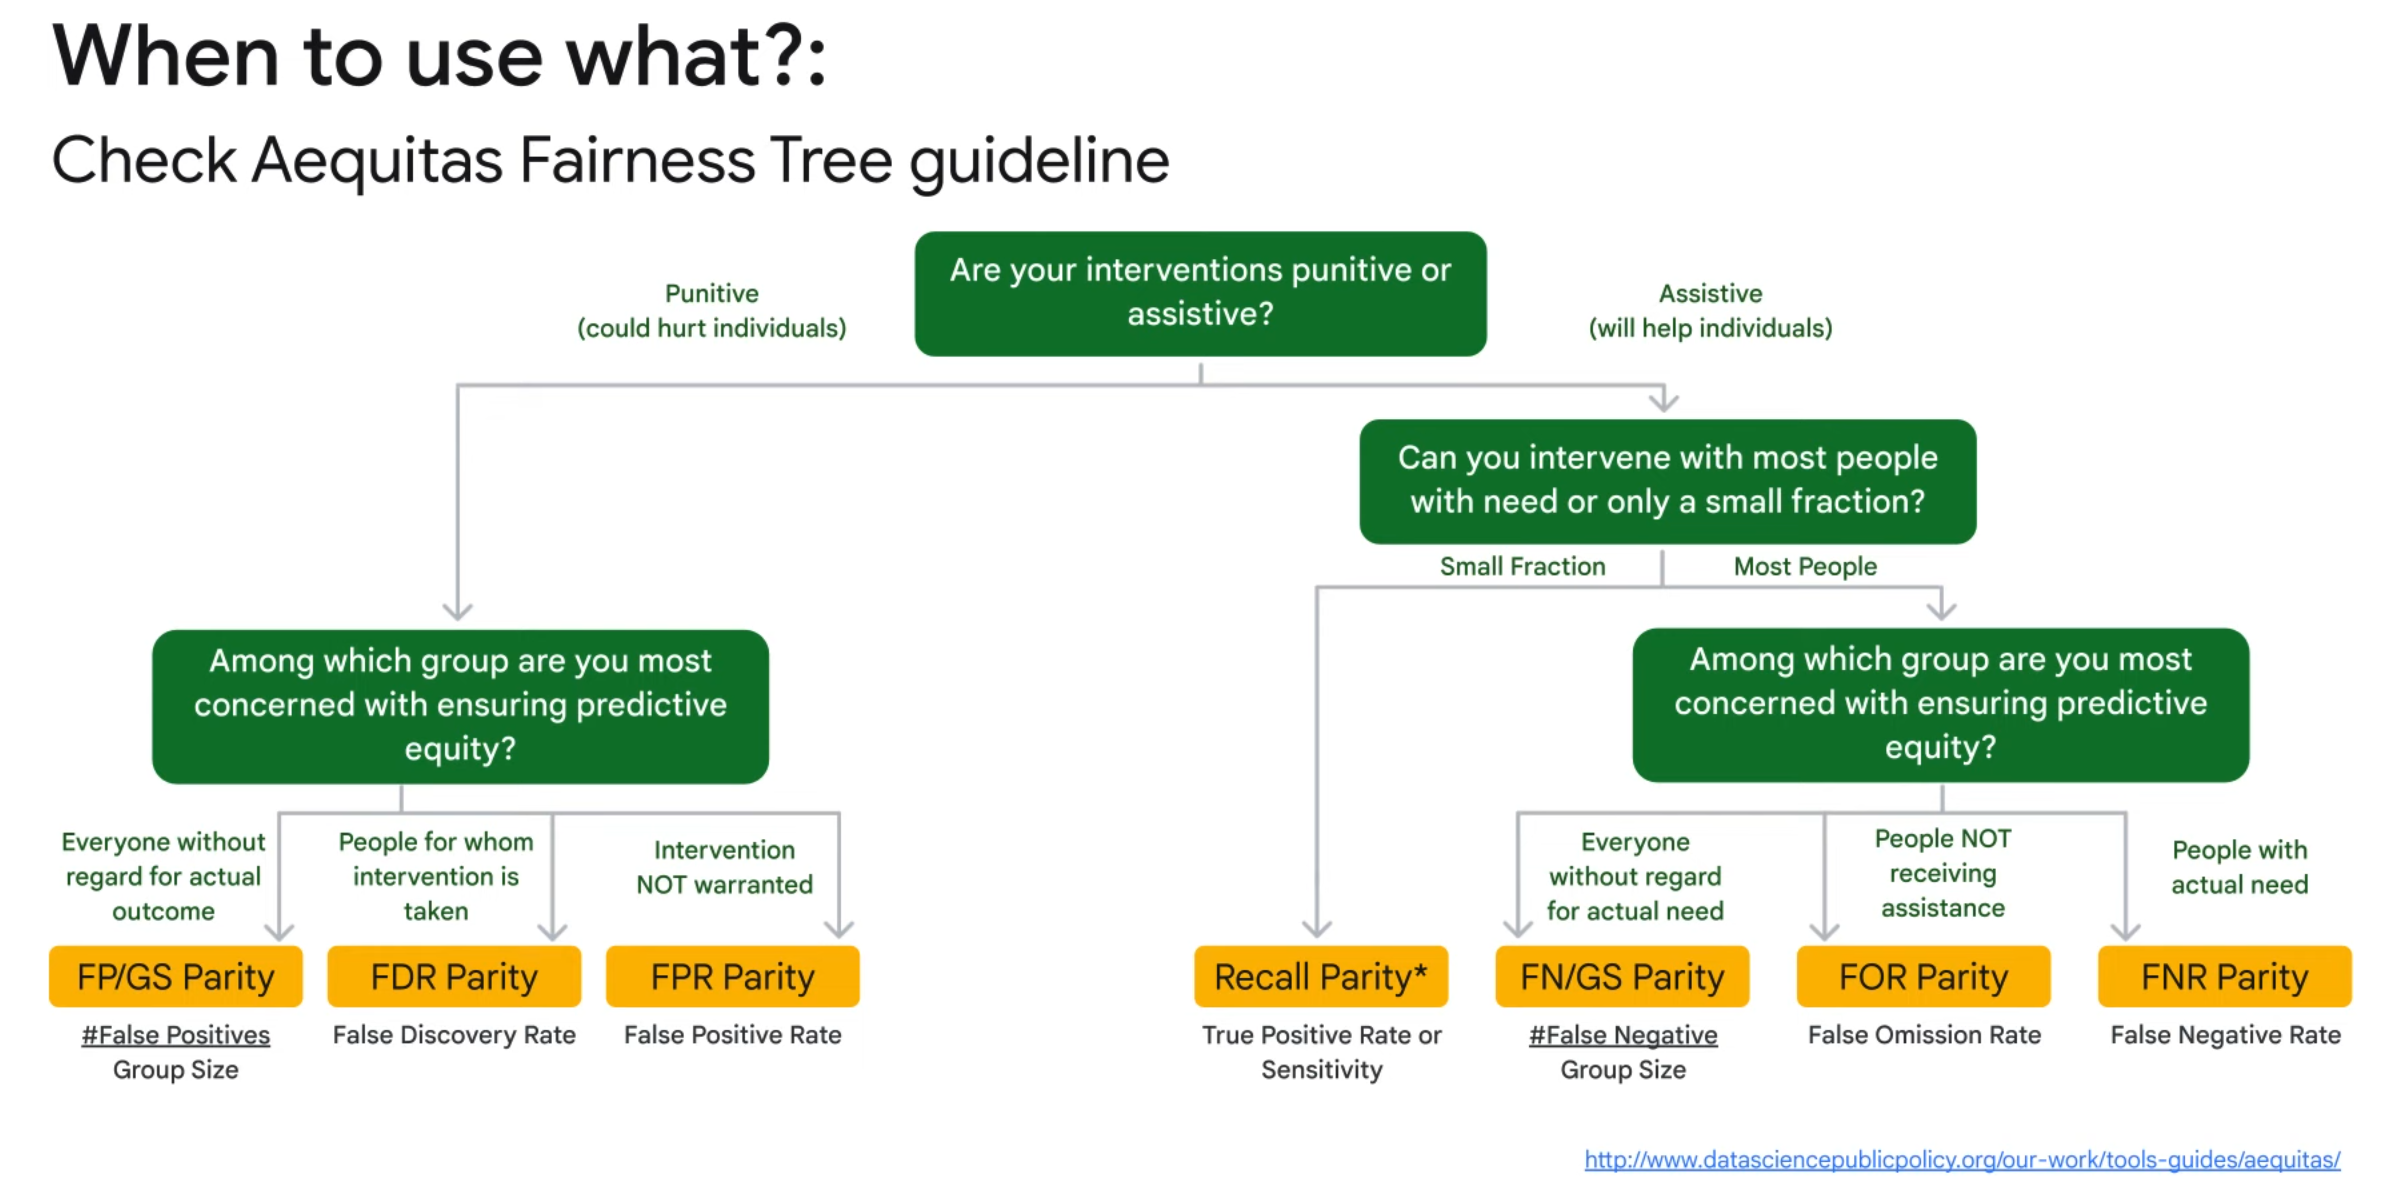 When to use what?:
Check Aequitas Fairness Tree guideline
Are your interventions punitive or
assistive?
Punitive
(could hurt individuals)
Assistive
(will help individuals)
Can you intervene with most people
with need or only a small fraction?
Small Fraction
Most People
Among which group are you most
concerned with ensuring predictive
equity?
Among which group are you most
concerned with ensuring predictive
equity?
Everyone without
regard for actual
outcome
People for whom
intervention is
taken
Intervention
NOT warranted
Everyone
without regard
for actual need
People NOT
receiving
assistance
People with
actual need
FP/GS Parity
#False Positives
Group Size
FDR Parity
False Discovery Rate
FPR Parity
False Positive Rate
Recall Parity*
True Positive Rate or
Sensitivity
FN/GS Parity
#False Negative
Group Size
FOR Parity
False Omission Rate
FNR Parity
False Negative Rate
http://www.datasciencepublicpolicy.org/our-work/tools-guides/aequitas/